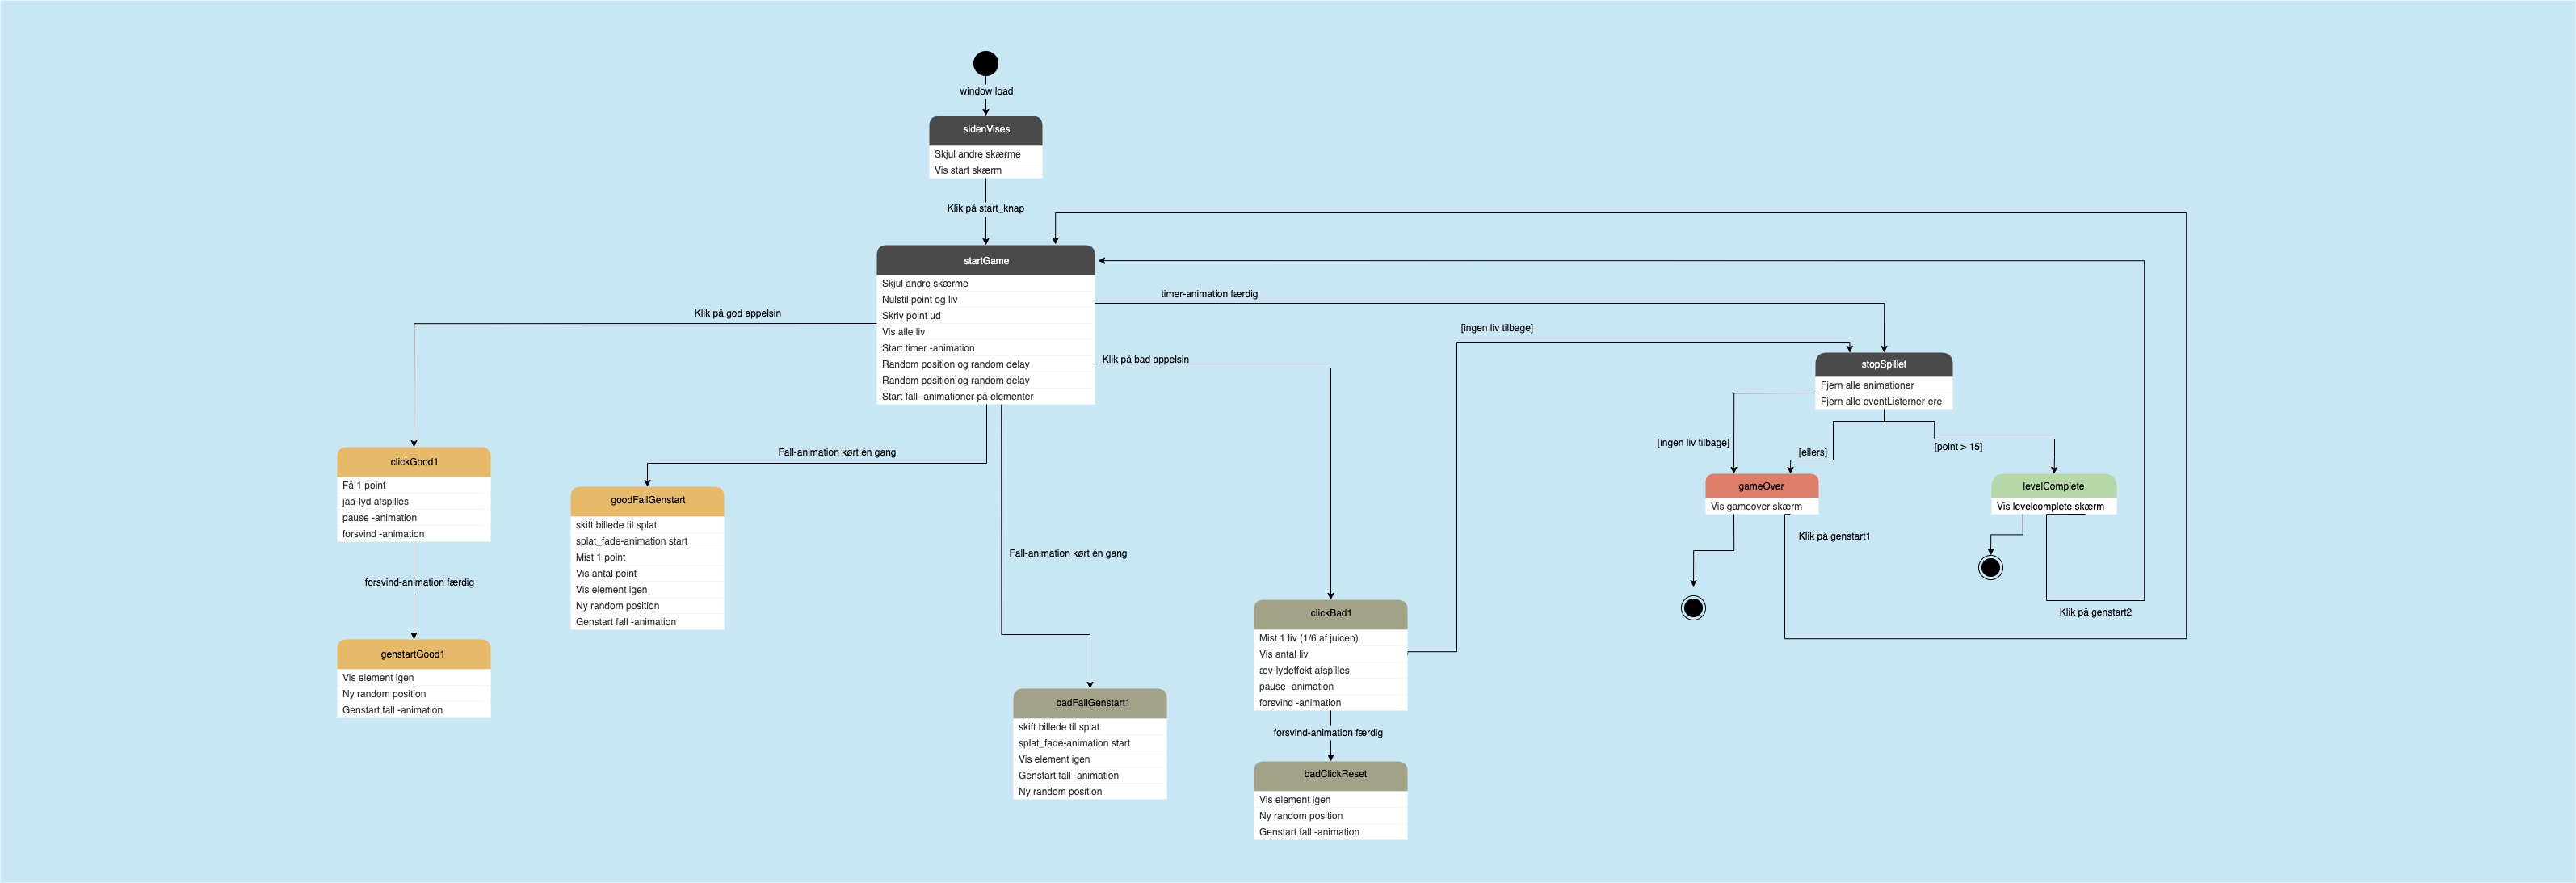 window load
sidenVises
Skjul andre skærme
Vis start skærm
Klik på start_knap
startGame
Skjul andre skærme
Nulstil point og liv
Skriv point ud
Vis alle liv
Start timer -animation
Random position og random delay
Random position og random delay
Start fall -animationer på elementer
timer-animation færdig
Klik på god appelsin
[ingen liv tilbage]
Klik på bad appelsin
stopSpillet
Fjern alle animationer
Fjern alle eventListerner-ere
[ingen liv tilbage]
[ellers]
[point > 15]
Fall-animation kørt én gang
clickGood1
Få 1 point
jaa-lyd afspilles
pause -animation
forsvind -animation
forsvind-animation færdig
genstartGood1
Vis element igen
Ny random position
Genstart fall -animation
goodFallGenstart
skift billede til splat
splat_fade-animation start
Mist 1 point
Vis antal point
Vis element igen
Ny random position
Genstart fall -animation
Fall-animation kørt én gang
badFallGenstart1
skift billede til splat
splat_fade-animation start
Vis element igen
Genstart fall -animation
Ny random position
clickBad1
Mist 1 liv (1/6 af juicen)
Vis antal liv
æv-lydeffekt afspilles
pause -animation
forsvind -animation
forsvind-animation færdig
badClickReset
Vis element igen
Ny random position
Genstart fall -animation
gameOver
Vis gameover skærm
Klik på genstart1
levelComplete
Vis levelcomplete skærm
Klik på genstart2